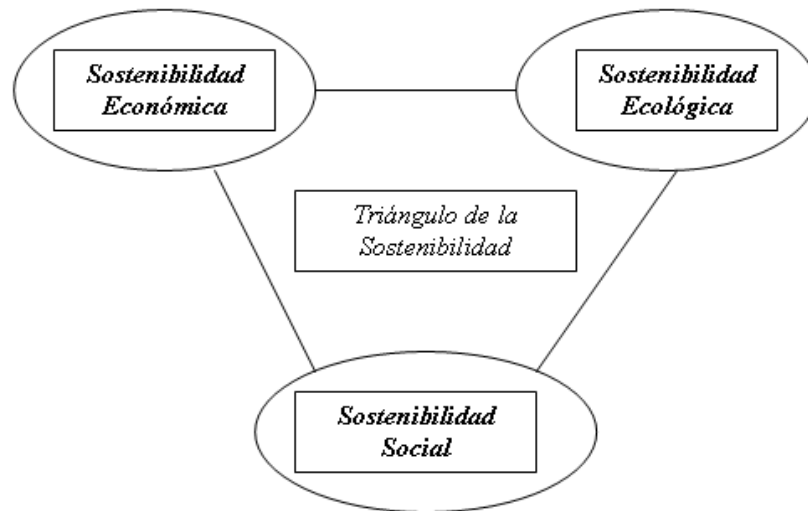 Sostenibilidad
Económica
Sostenibilidad
Ecológica
Triángulo de la
Sostenibilidad
Sostenibilidad
Social